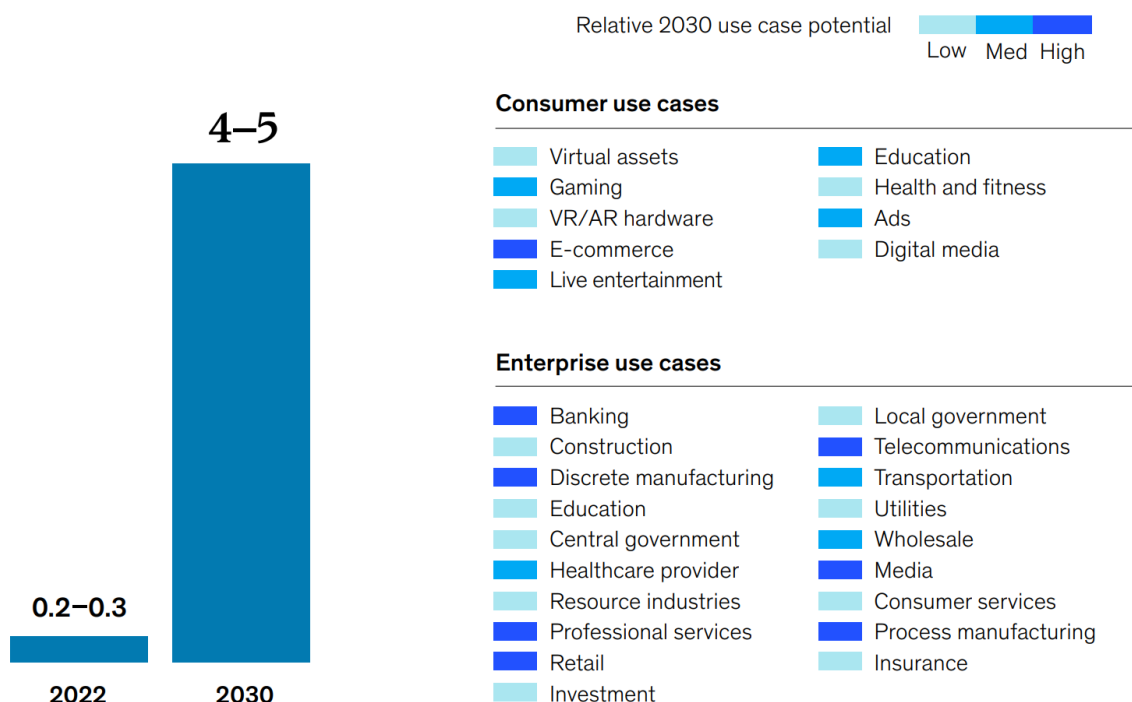 Relative 2030 use case potential
Low Med High
Consumer use cases
4–5
Virtual assets
Gaming
VR/AR hardware
E-commerce
Live entertainment
Education
Health and fitness
Ads
Digital media
Enterprise use cases
Banking
Construction
Discrete manufacturing
Education
Central government
Healthcare provider
Resource industries
Professional services
Retail
Investment
Local government
Telecommunications
Transportation
Utilities
Wholesale
Media
Consumer services
Process manufacturing
Insurance
0.2–0.3
2022
2030